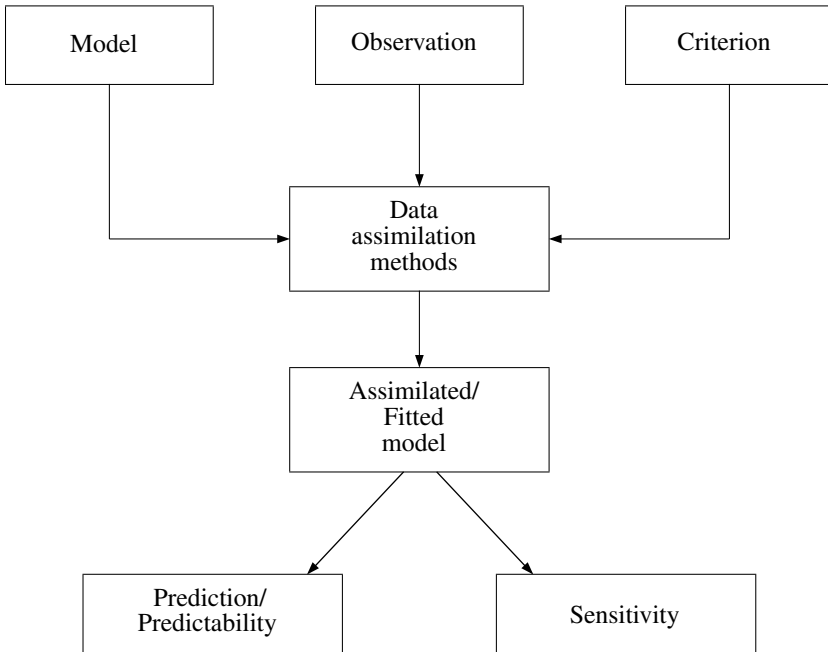 Model
Observation
Criterion
Data
assimilation
methods
Assimilated/
Fitted
model
Prediction/
Predictability
Sensitivity